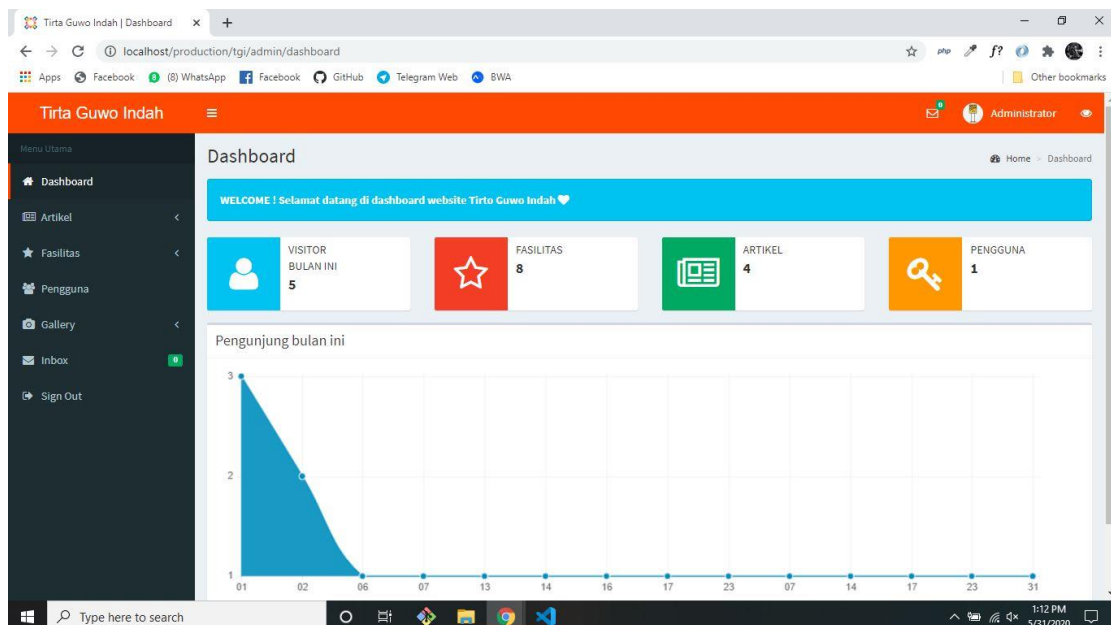 Tirta Guwo Indah | Dashboard
localhost/production/tgi/admin/dashboard
php
f?
Apps
Facebook
(8) WhatsApp
Facebook
GitHub
Telegram Web
BWA
Other bookmarks
Tirta Guwo Indah
0
Administrator
Menu Utama
Dashboard
Artikel
Fasilitas
Pengguna
Gallery
Inbox 0
Sign Out
Dashboard
Home > Dashboard
WELCOME ! Selamat datang di dashboard website Tirto Guwo Indah
VISITOR
BULAN INI
5
FASILITAS
8
ARTIKEL
4
PENGGUNA
1
Pengunjung bulan ini
3
2
1
01 02 06 07 13 14 16 17 23 07 14 17 23 31
Type here to search
1:12 PM
5/31/2020